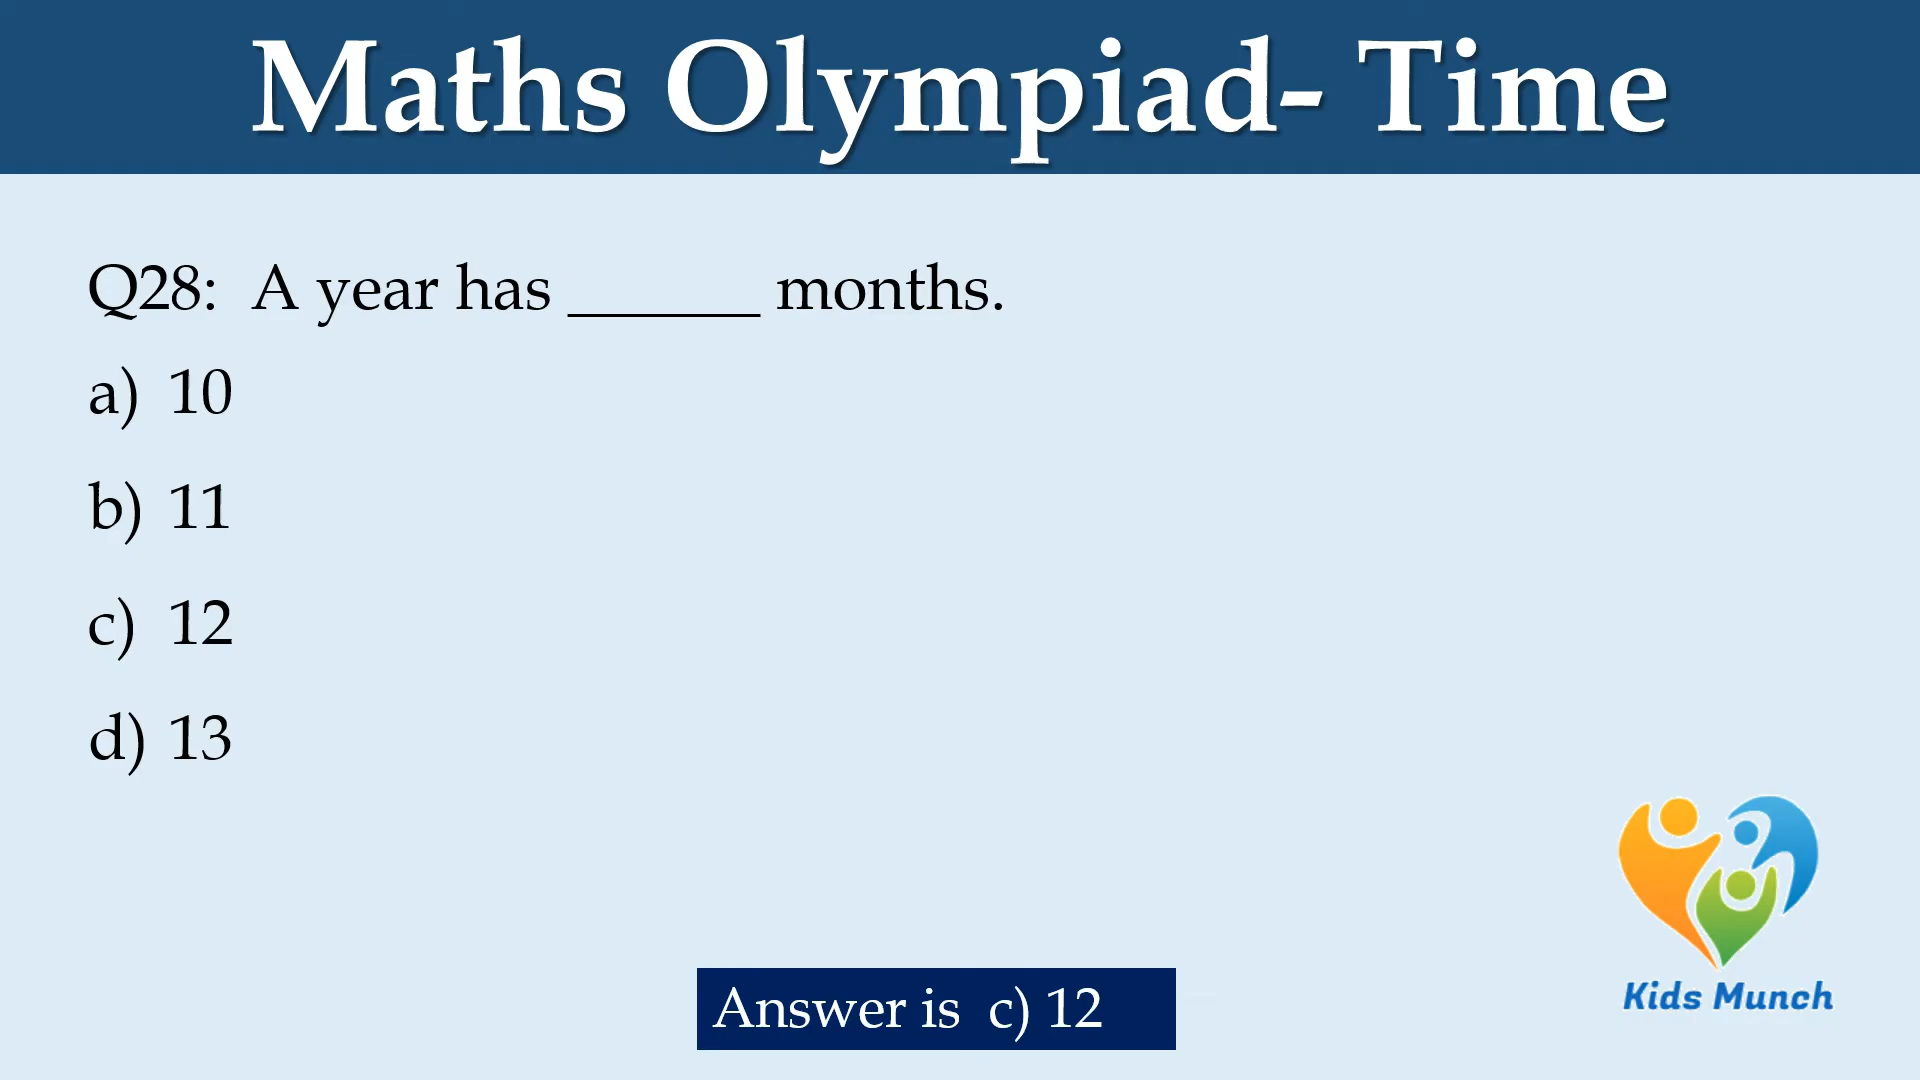 Maths Olympiad- Time
Q28: A year has ______ months.
a) 10
b) 11
c) 12
d) 13
Kids Munch
Answer is c) 12